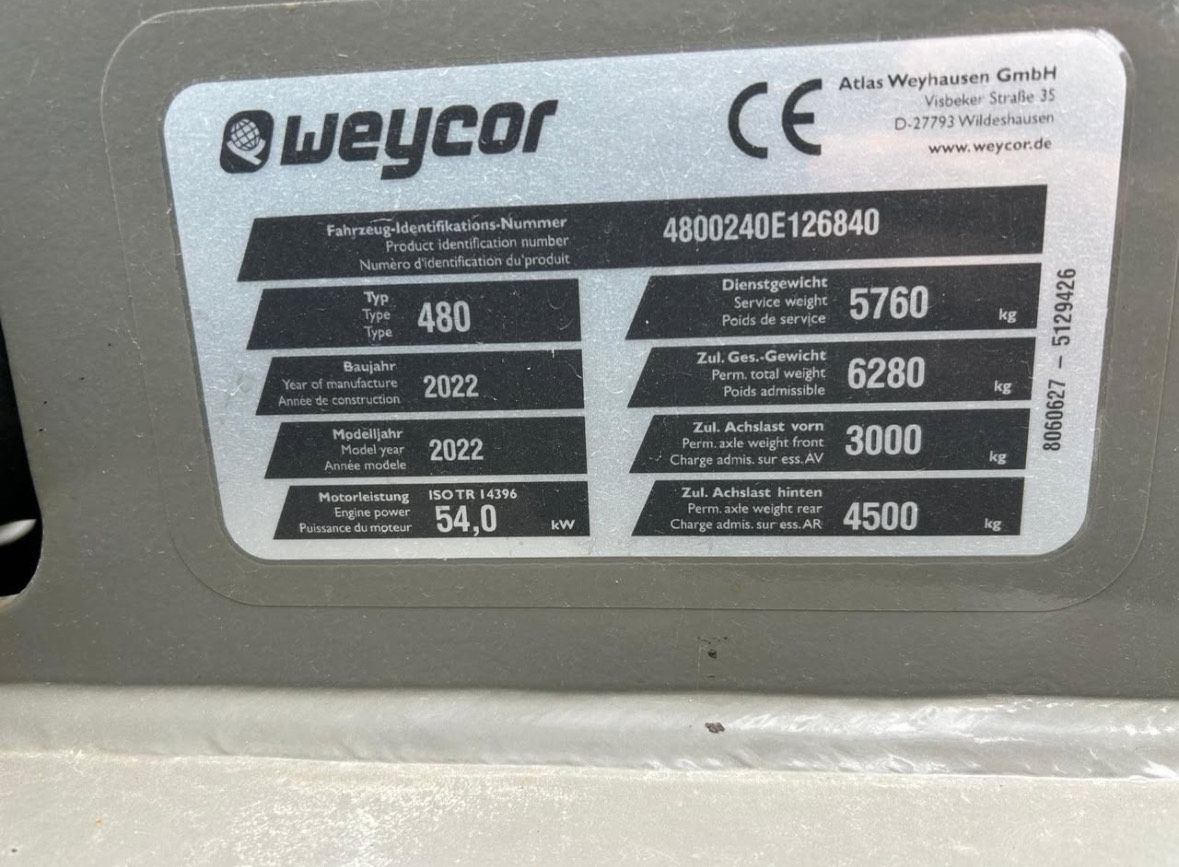 weycor
CE
Atlas Weyhausen GmbH
Visbeker Straße 35
D-27793 Wildeshausen
www.weycor.de
Fahrzeug-Identifikations-Nummer
Product identification number
Numèro d'identification du produit
4800240E126840
Typ
Type
Type
480
Baujahr
Year of manufacture
Année de construction
2022
Modelljahr
Model year
Année modele
2022
Motorleistung
Engine power
Puissance du moteur
ISO TR 14396
54,0
kW
Dienstgewicht
Service weight
Poids de service
5760
kg
Zul. Ges.-Gewicht
Perm. total weight
Poids admissible
6280
kg
Zul. Achslast vorn
Perm. axle weight front
Charge admis. sur ess. AV
3000
kg
Zul. Achslast hinten
Perm. axle weight rear
Charge admis. sur ess. AR
4500
kg
8060627 – 5129426